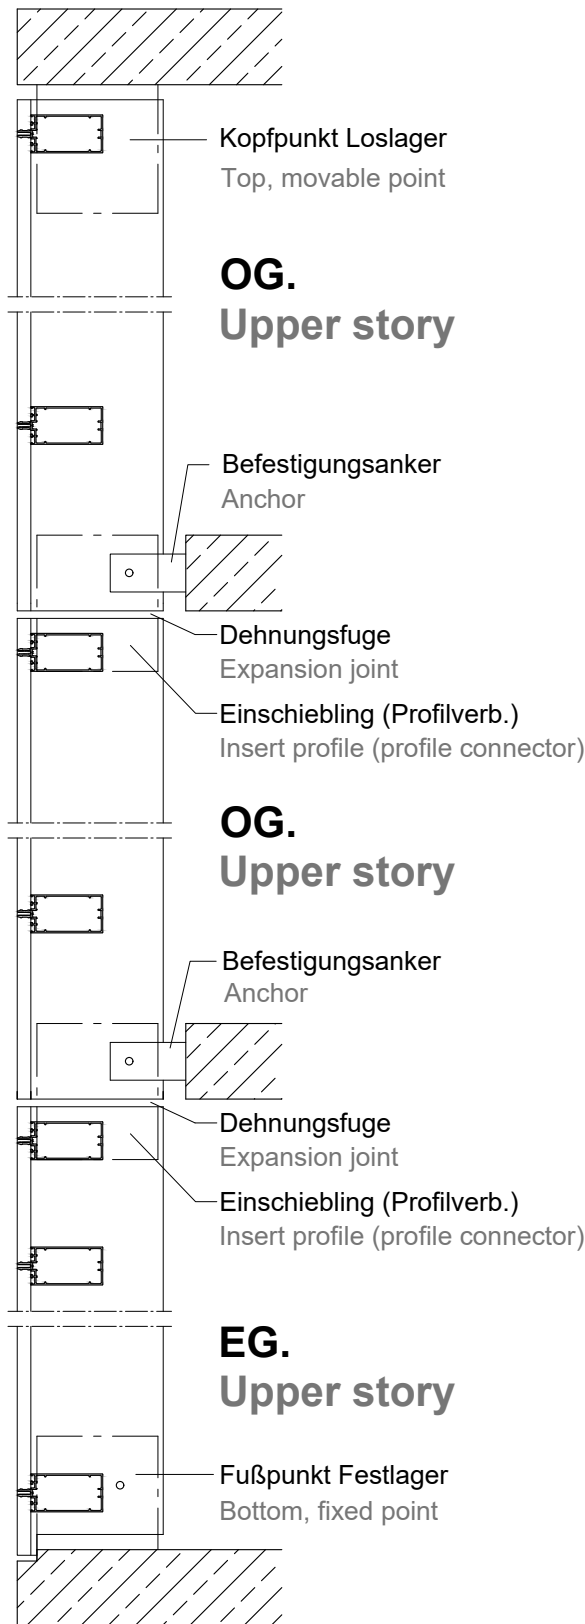 Kopfpunkt Loslager
Top, movable point
OG.
Upper story
Befestigungsanker
Anchor
Dehnungsfuge
Expansion joint
Einschiebling (Profilverb.)
Insert profile (profile connector)
OG.
Upper story
Befestigungsanker
Anchor
Dehnungsfuge
Expansion joint
Einschiebling (Profilverb.)
Insert profile (profile connector)
EG.
Upper story
Fußpunkt Festlager
Bottom, fixed point